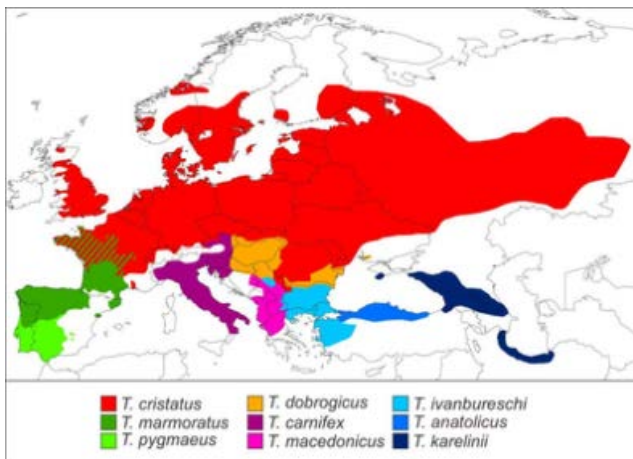 T. cristatus T. dobrogicus T. ivanbureschi
T. marmoratus T. carnifex T. anatolicus
T. pygmaeus T. macedonicus T. karelinii